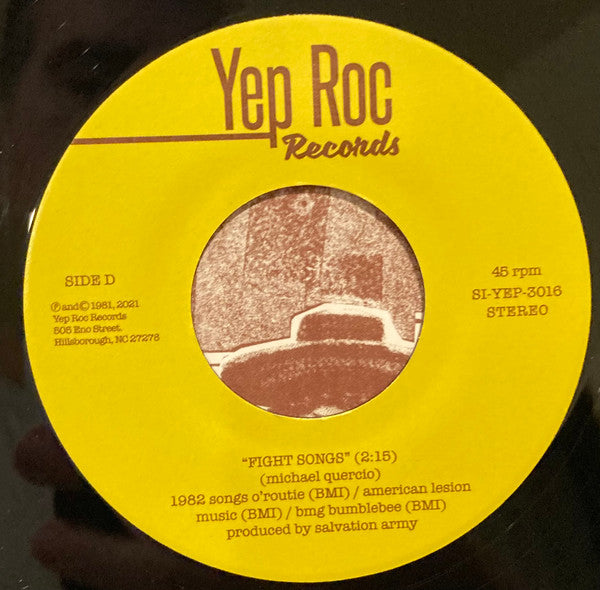 Yep Roc
Records
SIDE D
℗and© 1981, 2021
Yep Roc Records
505 Eno Street.
Hillsborough, NC 27278
45 rpm
SI-YEP-3016
STEREO
"FIGHT SONGS" (2:15)
(michael quercio)
1982 songs o'routie (BMI) / american lesion
music (BMI) / bmg bumblebee (BMI)
produced by salvation army